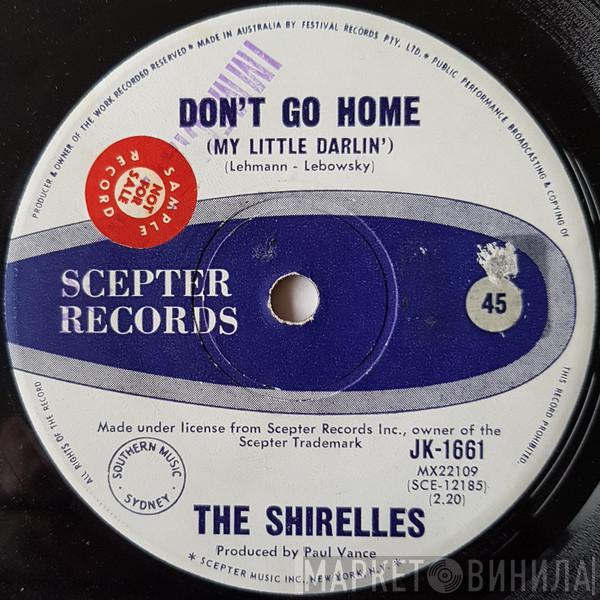 PRODUCER & OWNER OF THE WORK RECORDED RESERVED * MADE IN AUSTRALIA BY FESTIVAL RECORDS PTY. LTD. * PUBLIC PERFORMANCE BROADCASTING & COPYING OF
DON'T GO HOME
(MY LITTLE DARLIN')
(Lehmann - Lebowsky)
SAMPLE
NOT
FOR
SALE
RECORD
SCEPTER
RECORDS
45
Made under license from Scepter Records Inc., owner of the
Scepter Trademark
JK-1661
MX22109
(SCE-12185)
(2.20)
SOUTHERN MUSIC
• SYDNEY •
ALL RIGHTS OF THE RECORD
THIS RECORD PROHIBITED.
THE SHIRELLES
Produced by Paul Vance
* SCEPTER MUSIC INC., NEW YORK, N.Y. *
МАРКЕТ ВИНИЛА!